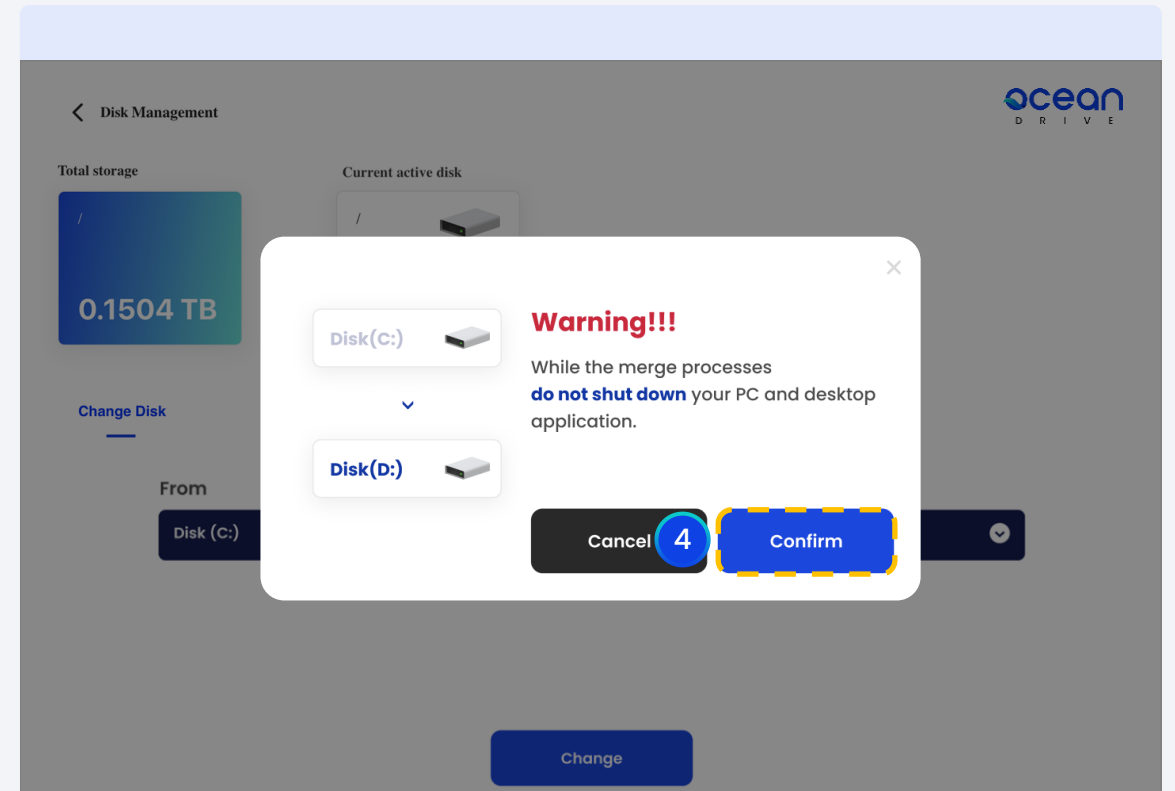 Disk Management
ocean
DRIVE
Total storage
Current active disk
/
/
0.1504 TB
Disk(C:)
Disk(D:)
Warning!!!
While the merge processes
do not shut down your PC and desktop
application.
Cancel
4
Confirm
Change Disk
From
Disk (C:)
Change